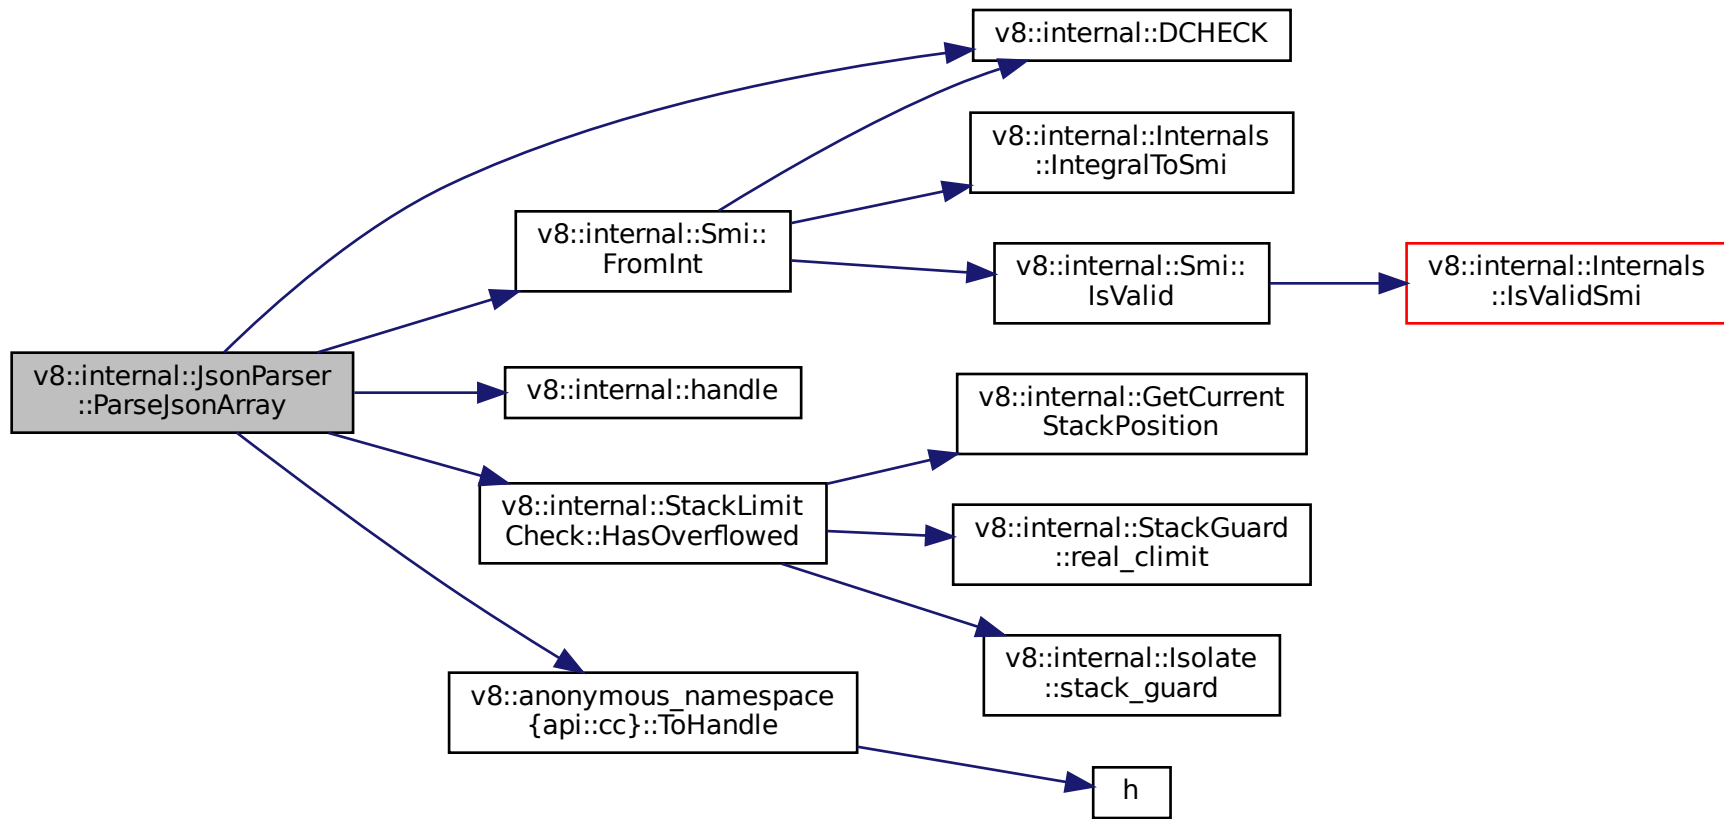 v8::internal::DCHECK
v8::internal::Internals
::IntegralToSmi
v8::internal::Smi::
FromInt
v8::internal::Smi::
IsValid
v8::internal::Internals
::IsValidSmi
v8::internal::JsonParser
::ParseJsonArray
v8::internal::handle
v8::internal::GetCurrent
StackPosition
v8::internal::StackLimit
Check::HasOverflowed
v8::internal::StackGuard
::real_climit
v8::internal::Isolate
::stack_guard
v8::anonymous_namespace
{api::cc}::ToHandle
h